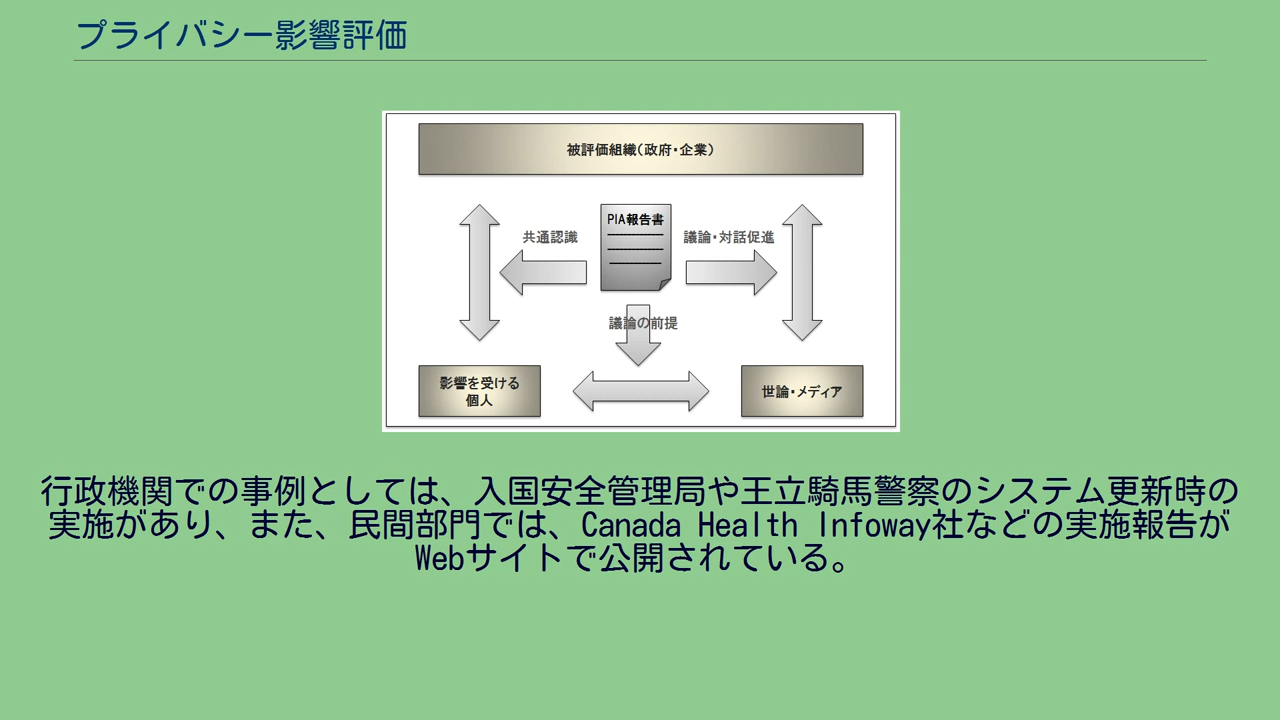 プライバシー影響評価
被評価組織(政府・企業)
PIA報告書
共通認識
議論・対話促進
議論の前提
影響を受ける
個人
世論・メディア
行政機関での事例としては、入国安全管理局や王立騎馬警察のシステム更新時の
実施があり、また、民間部門では、Canada Health Infoway社などの実施報告が
Webサイトで公開されている。